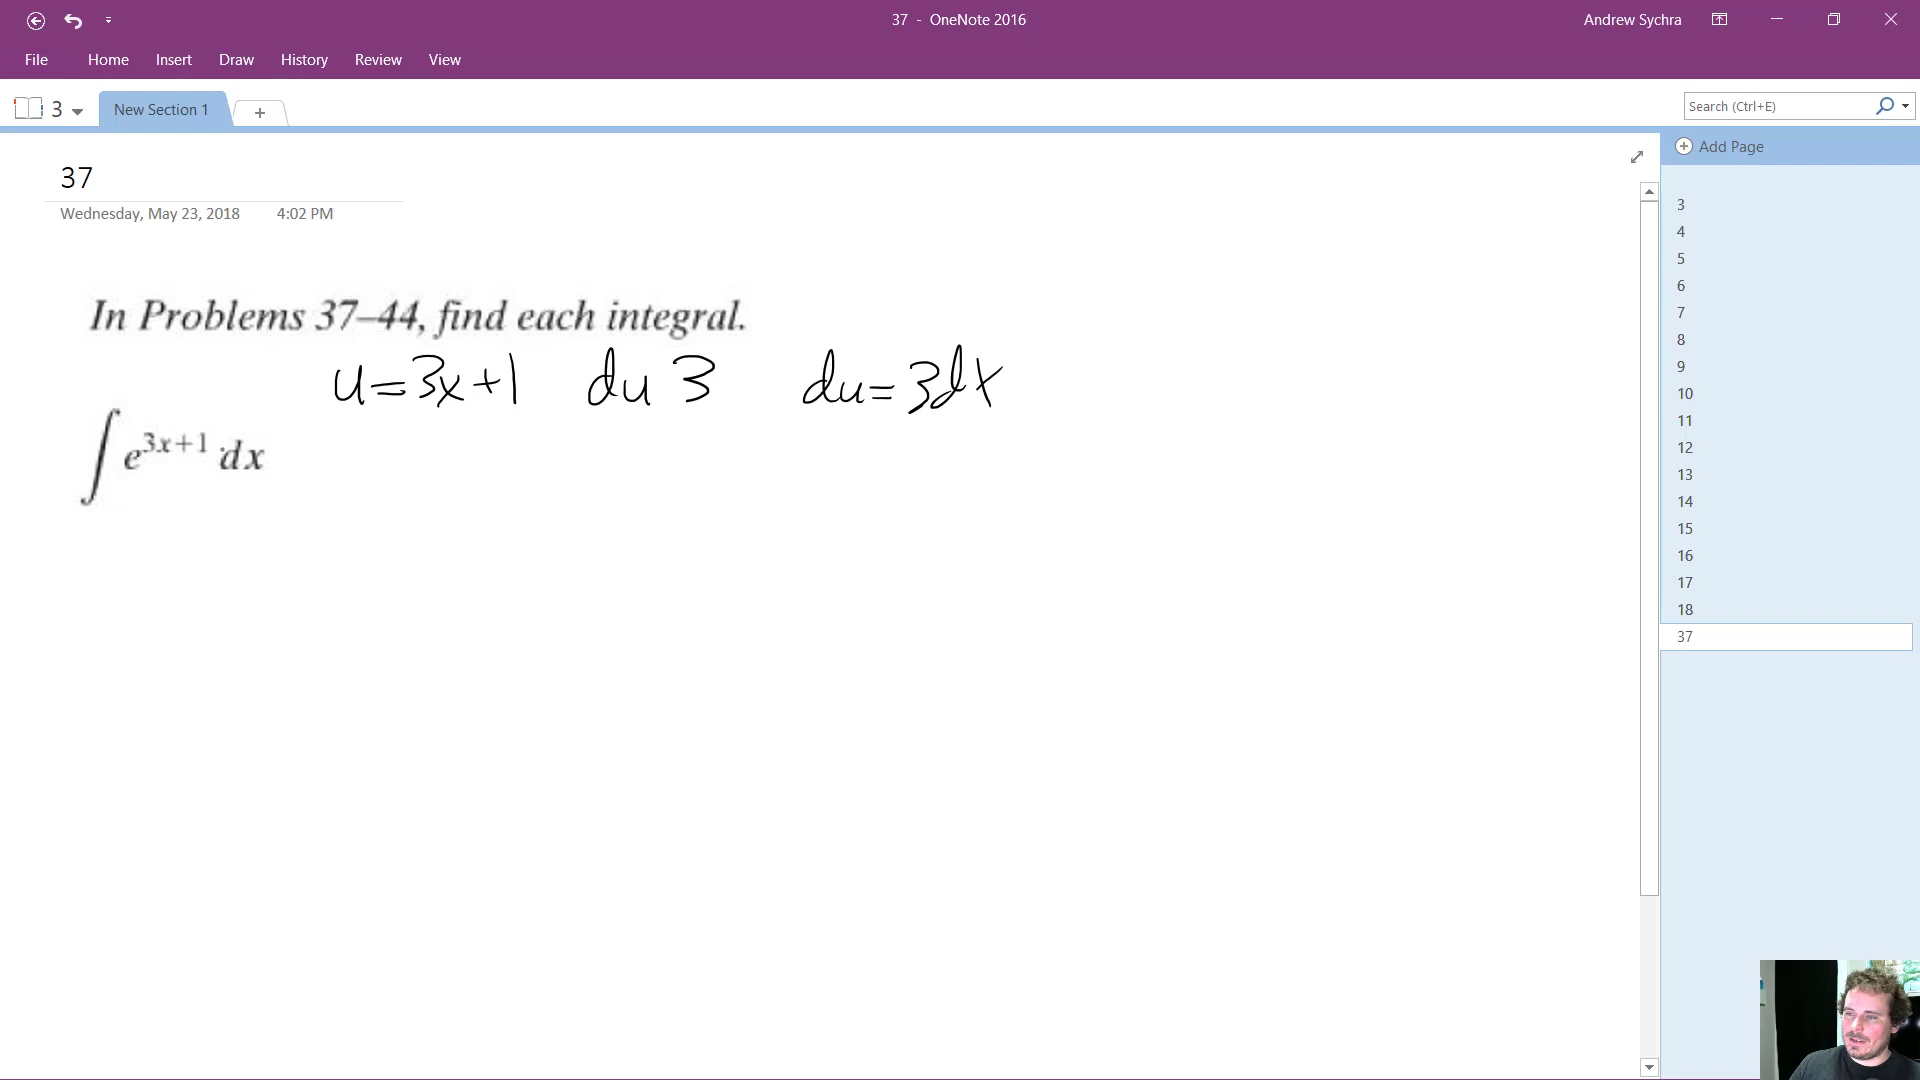 37 - OneNote 2016
Andrew Sychra
File Home Insert Draw History Review View
3 New Section 1 +
Search (Ctrl+E)
Add Page
37
Wednesday, May 23, 2018 4:02 PM
In Problems 37–44, find each integral.
u=3x+1 du 3 du=3dx
∫ e^{3x+1} dx
3
4
5
6
7
8
9
10
11
12
13
14
15
16
17
18
37